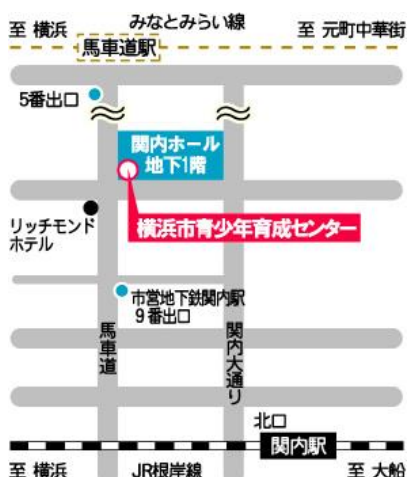 至 横浜
みなとみらい線
至 元町中華街
馬車道駅
5番出口
関内ホール
地下1階
横浜市青少年育成センター
リッチモンド
ホテル
市営地下鉄関内駅
9番出口
馬車道
関内大通り
北口
関内駅
至 横浜
JR根岸線
至 大船